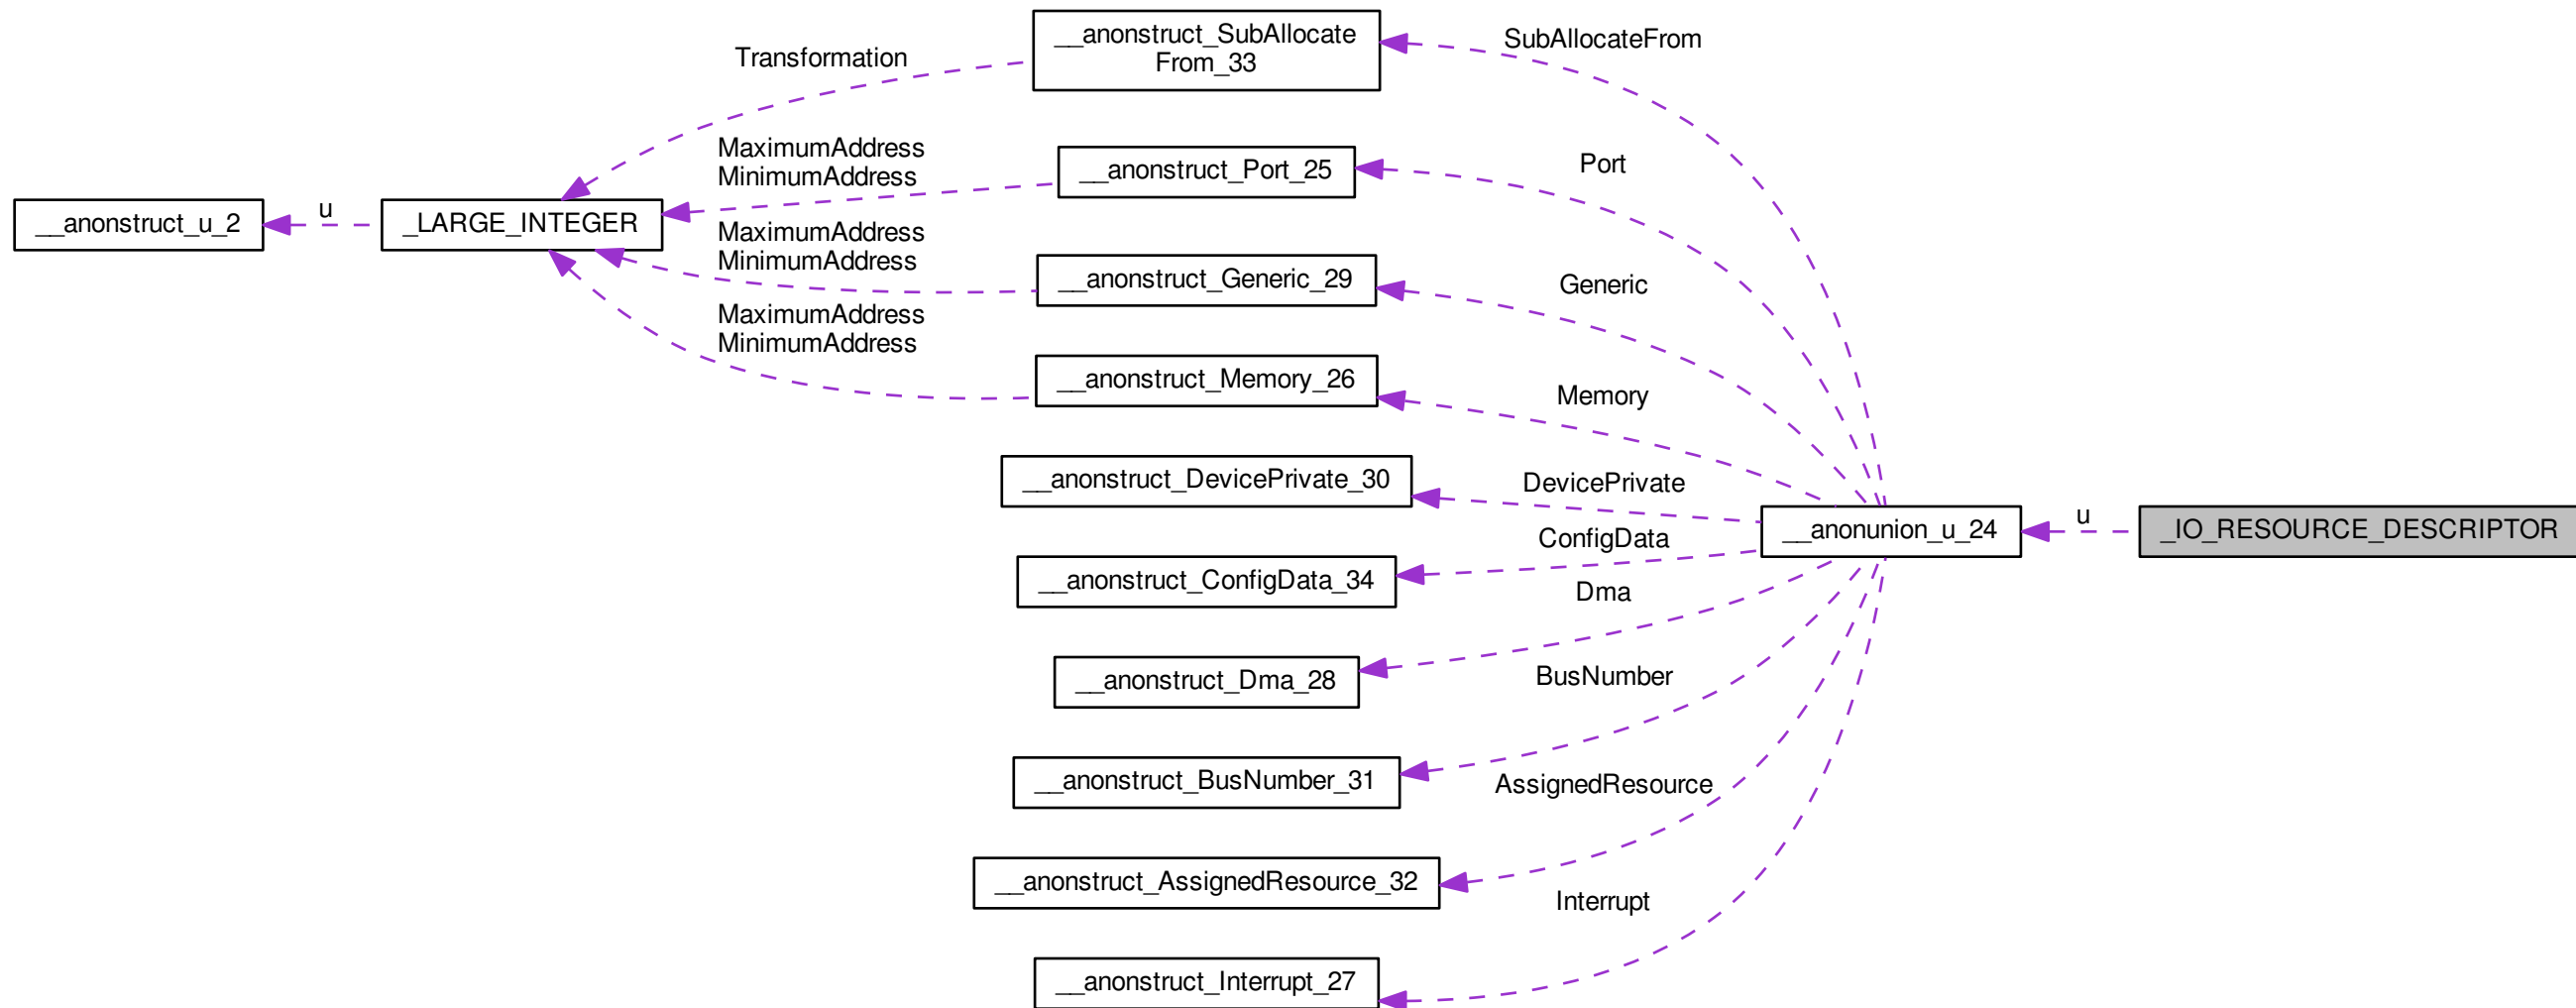 __anonstruct_SubAllocate
From_33
SubAllocateFrom
Transformation
MaximumAddress
MinimumAddress
__anonstruct_Port_25
Port
__anonstruct_u_2
u
_LARGE_INTEGER
MaximumAddress
MinimumAddress
__anonstruct_Generic_29
Generic
MaximumAddress
MinimumAddress
__anonstruct_Memory_26
Memory
__anonstruct_DevicePrivate_30
DevicePrivate
__anonunion_u_24
u
_IO_RESOURCE_DESCRIPTOR
__anonstruct_ConfigData_34
ConfigData
Dma
__anonstruct_Dma_28
BusNumber
__anonstruct_BusNumber_31
AssignedResource
__anonstruct_AssignedResource_32
Interrupt
__anonstruct_Interrupt_27